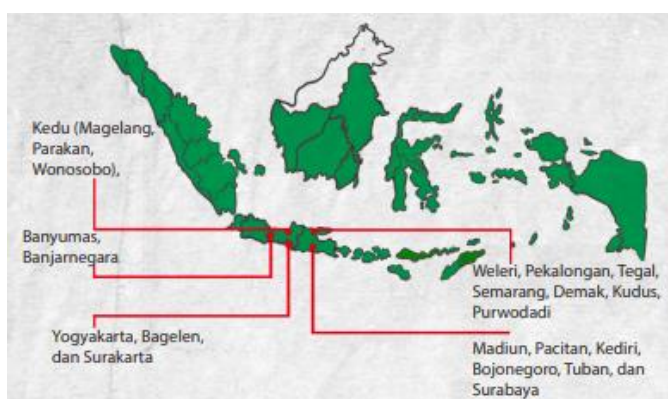 Kedu (Magelang,
Parakan,
Wonosobo),
Banyumas,
Banjarnegara
Yogyakarta, Bagelen,
dan Surakarta
Weleri, Pekalongan, Tegal,
Semarang, Demak, Kudus,
Purwodadi
Madiun, Pacitan, Kediri,
Bojonegoro, Tuban, dan
Surabaya